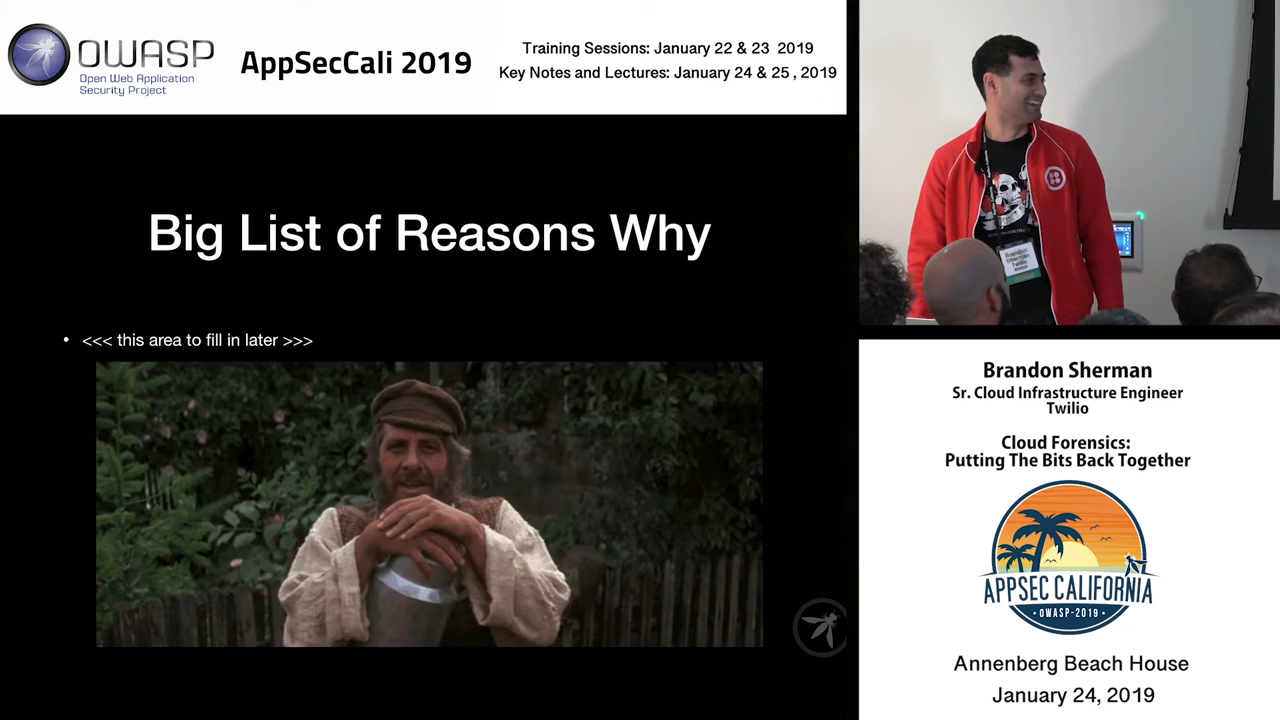 OWASP
Open Web Application
Security Project
AppSecCali 2019
Training Sessions: January 22 & 23 2019
Key Notes and Lectures: January 24 & 25 , 2019
Big List of Reasons Why
• <<< this area to fill in later >>>
Brandon
Sherman
Twilio
Brandon Sherman
Sr. Cloud Infrastructure Engineer
Twilio
Cloud Forensics:
Putting The Bits Back Together
APPSEC CALIFORNIA
• OWASP-2019 •
Annenberg Beach House
January 24, 2019